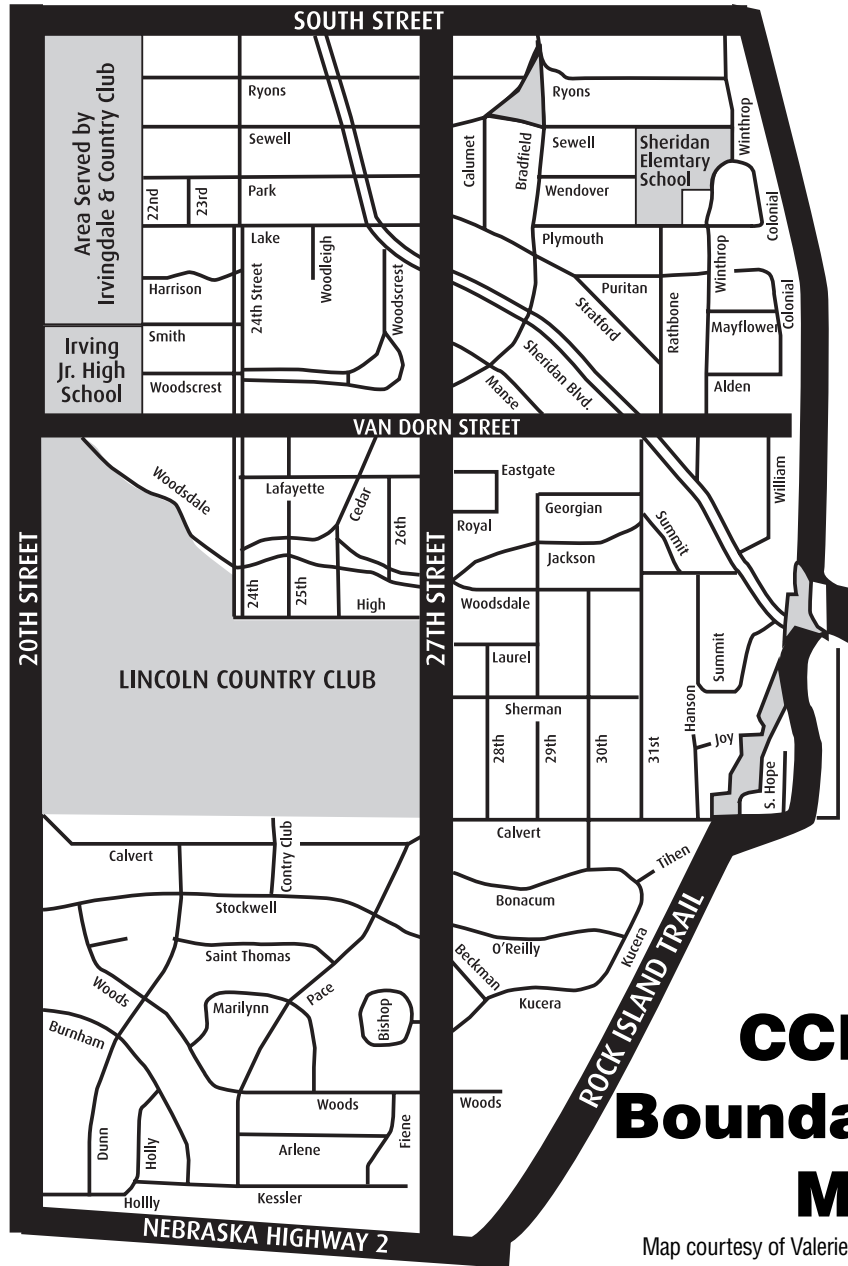 SOUTH STREET
Area Served by
Irvingdale & Country Club
Ryons
Sewell
22nd
23rd
Park
Lake
24th Street
Woodleigh
Woodscrest
Harrison
Smith
Irving
Jr. High
School
Woodscrest
Ryons
Calumet
Bradfield
Sewell
Sheridan
Elemtary
School
Winthrop
Wendover
Colonial
Plymouth
Puritan
Stratford
Rathbone
Winthrop
Mayflower
Colonial
Sheridan Blvd.
Manse
Alden
VAN DORN STREET
20TH STREET
27TH STREET
Woodsdale
Lafayette
Cedar
26th
24th
25th
High
Eastgate
Royal
Georgian
Jackson
Summit
William
Woodsdale
Laurel
Summit
LINCOLN COUNTRY CLUB
Sherman
28th
29th
30th
31st
Hanson
Joy
S. Hope
Calvert
Contry Club
Calvert
Stockwell
Saint Thomas
Woods
Marilynn
Pace
Bishop
Burnham
Dunn
Holly
Woods
Arlene
Fiene
Hollly
Kessler
Tihen
Bonacum
O'Reilly
Beckman
Kucera
Kucera
Woods
ROCK ISLAND TRAIL
NEBRASKA HIGHWAY 2
CC
Bounda
M
Map courtesy of Valerie